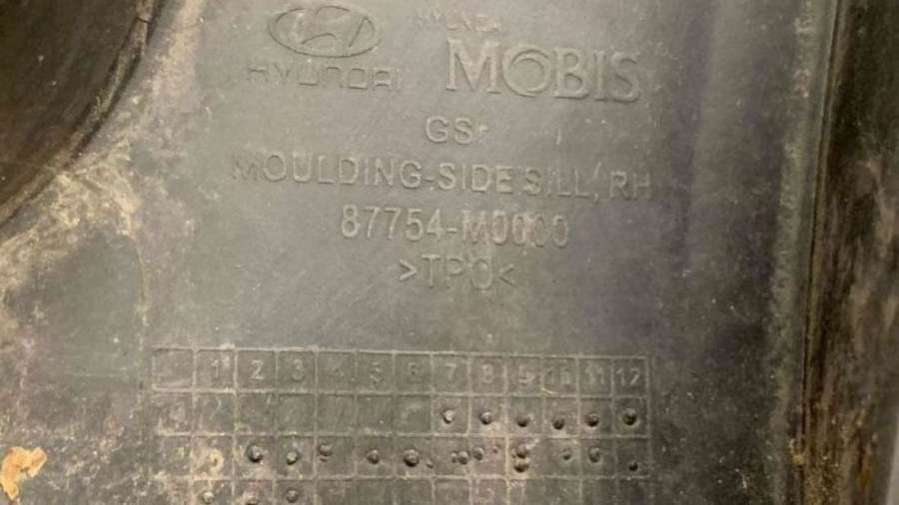 HYUNDAI
HYUNDAI
MOBIS
GS
MOULDING-SIDE SILL, RH
87754-M0000
>TPO<
1 2 3 4 5 6 7 8 9 10 11 12